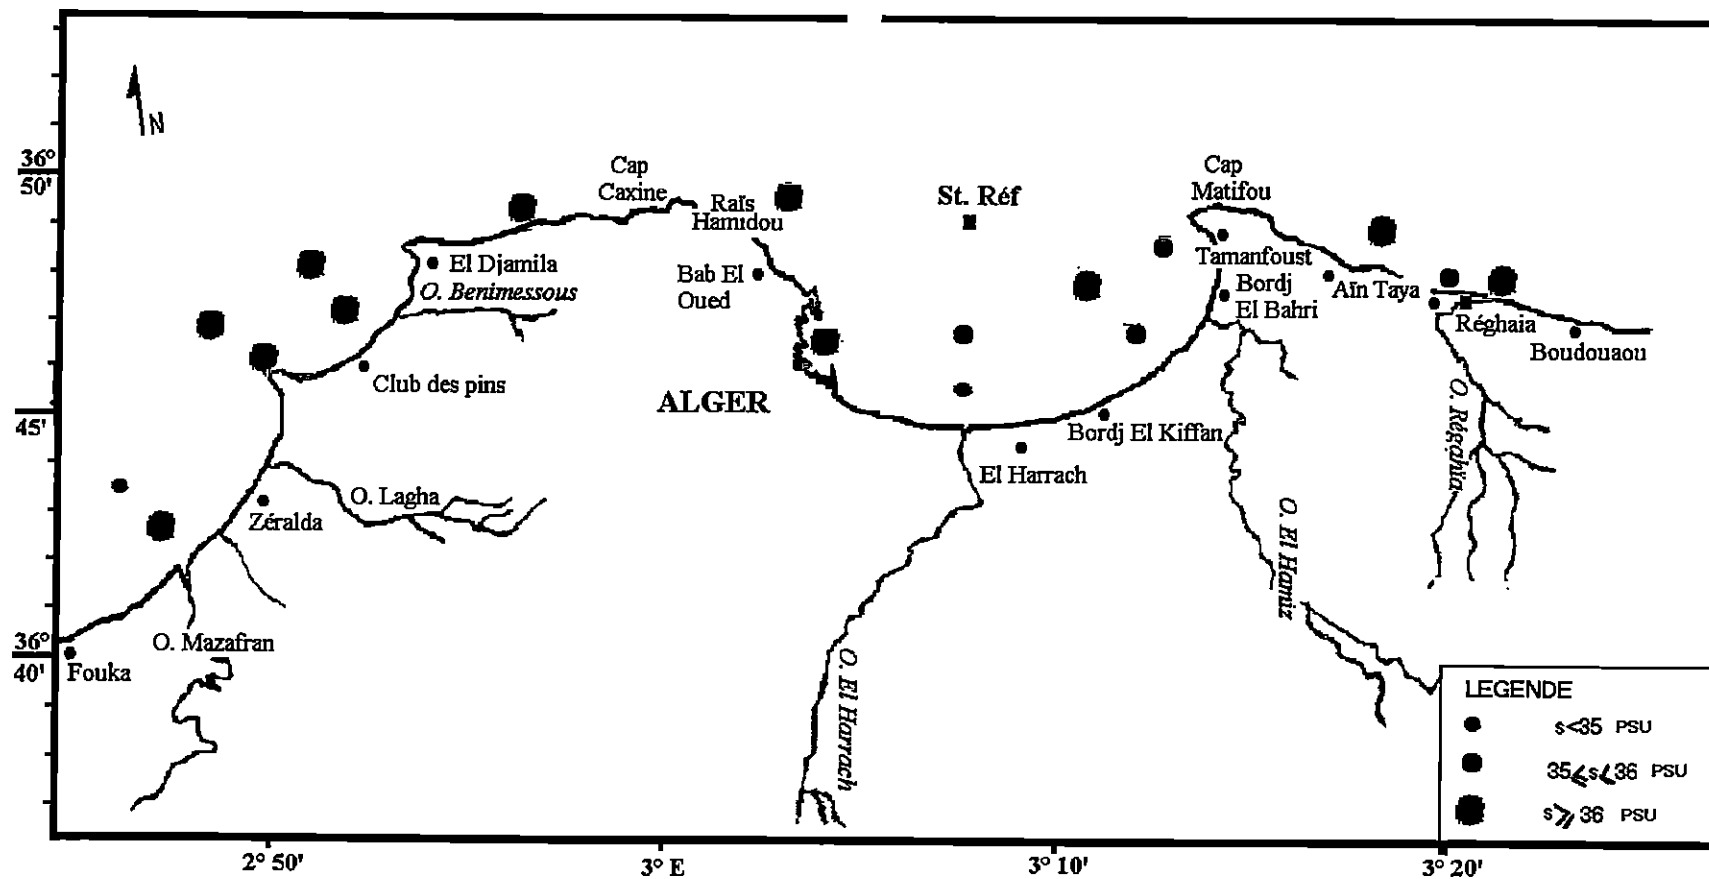 N
36°
50'
45'
36°
40'
2° 50'
3° E
3° 10'
3° 20'
Cap
Caxine
Raïs
Hamidou
St. Réf
Cap
Matifou
El Djamila
O. Benimessous
Bab El
Oued
Tamanfoust
Bordj
El Bahri
Aïn Taya
Réghaia
Boudouaou
Club des pins
ALGER
Bordj El Kiffan
El Harrach
O. Lagha
Zéralda
O. Mazafran
Fouka
O. El Harrach
O. El Hamiz
O. Régahïa
LEGENDE
s<35 PSU
35≤s<36 PSU
s≥36 PSU